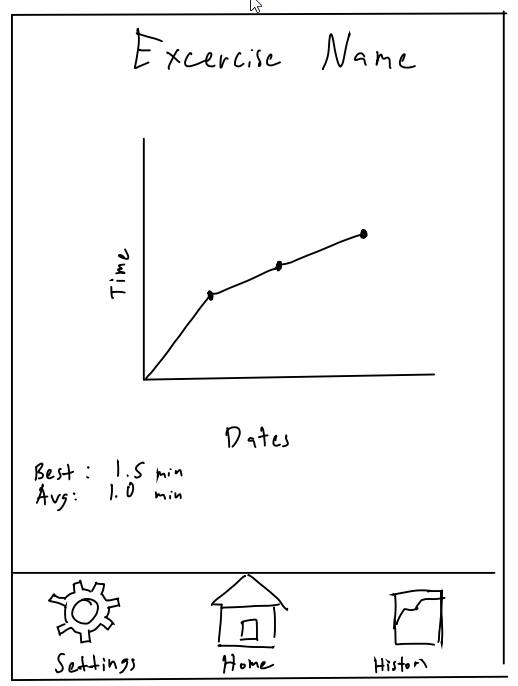 Excercise Name
Time
Dates
Best: 1.5 min
Avg: 1.0 min
Settings
Home
History